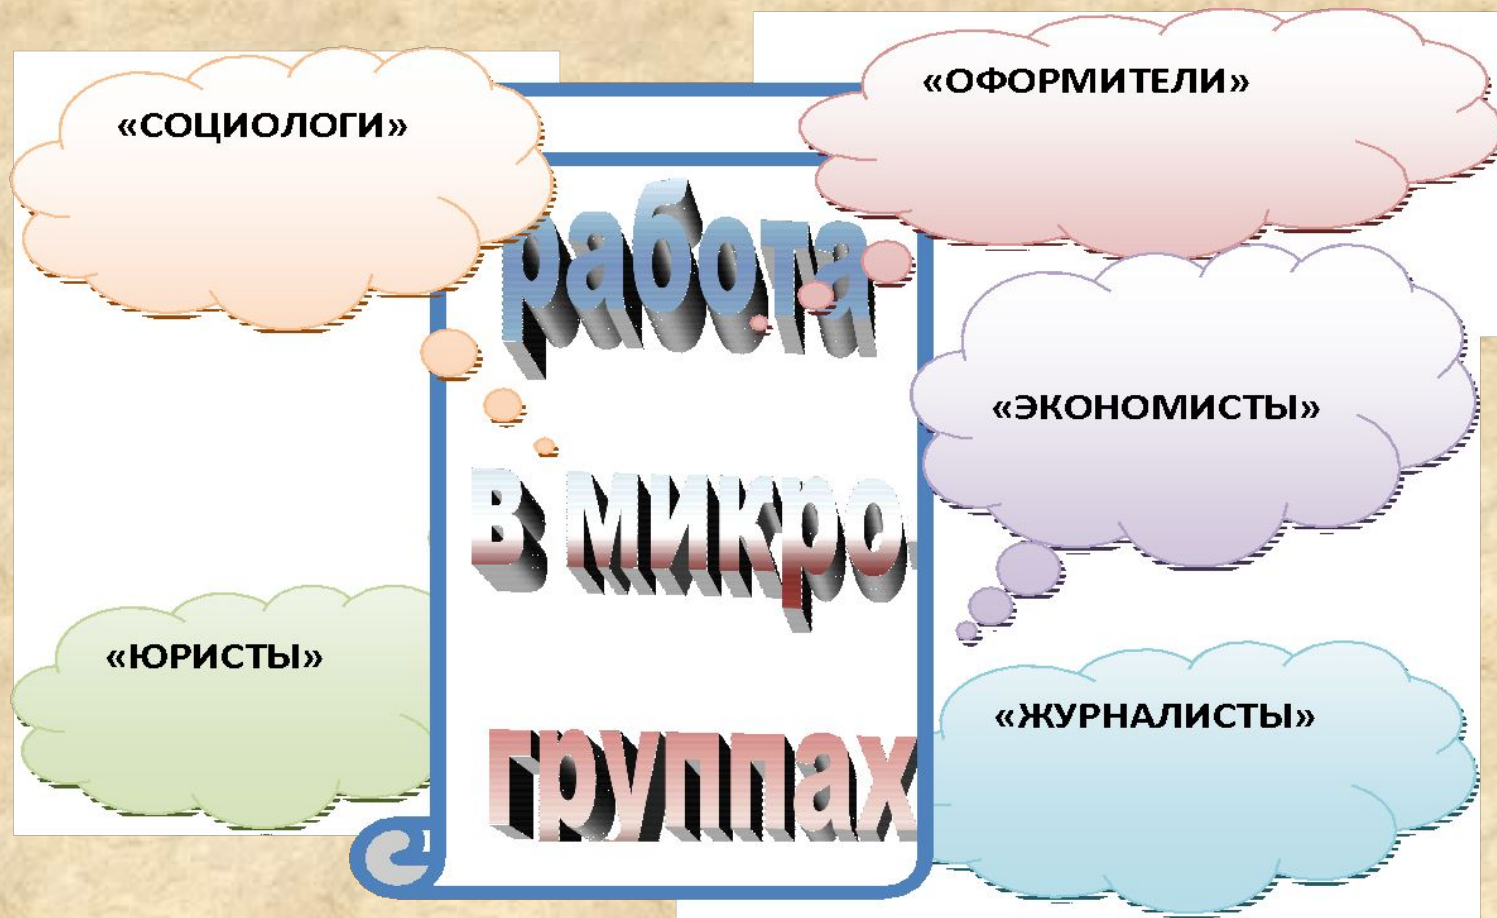 «СОЦИОЛОГИ»
«ОФОРМИТЕЛИ»
работа
«ЭКОНОМИСТЫ»
в микро
«ЮРИСТЫ»
«ЖУРНАЛИСТЫ»
группах